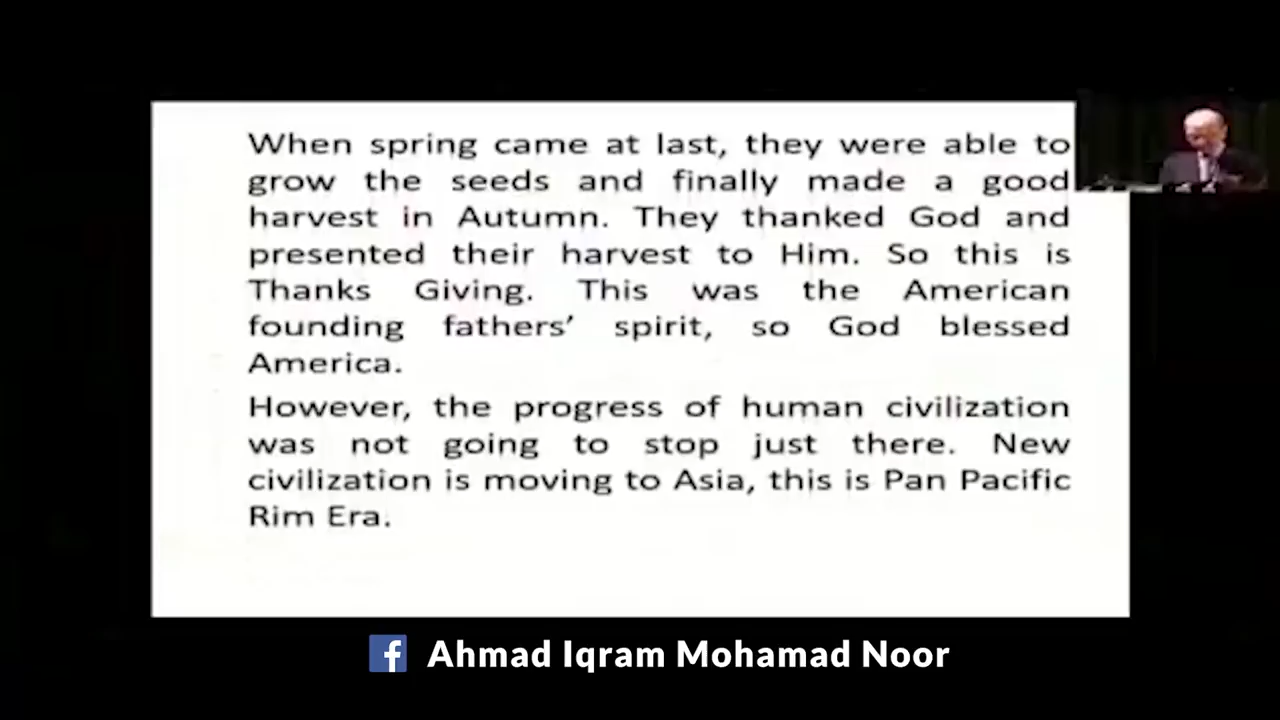 When spring came at last, they were able to
grow the seeds and finally made a good
harvest in Autumn. They thanked God and
presented their harvest to Him. So this is
Thanks Giving. This was the American
founding fathers’ spirit, so God blessed
America.
However, the progress of human civilization
was not going to stop just there. New
civilization is moving to Asia, this is Pan Pacific
Rim Era.
f Ahmad Iqram Mohamad Noor